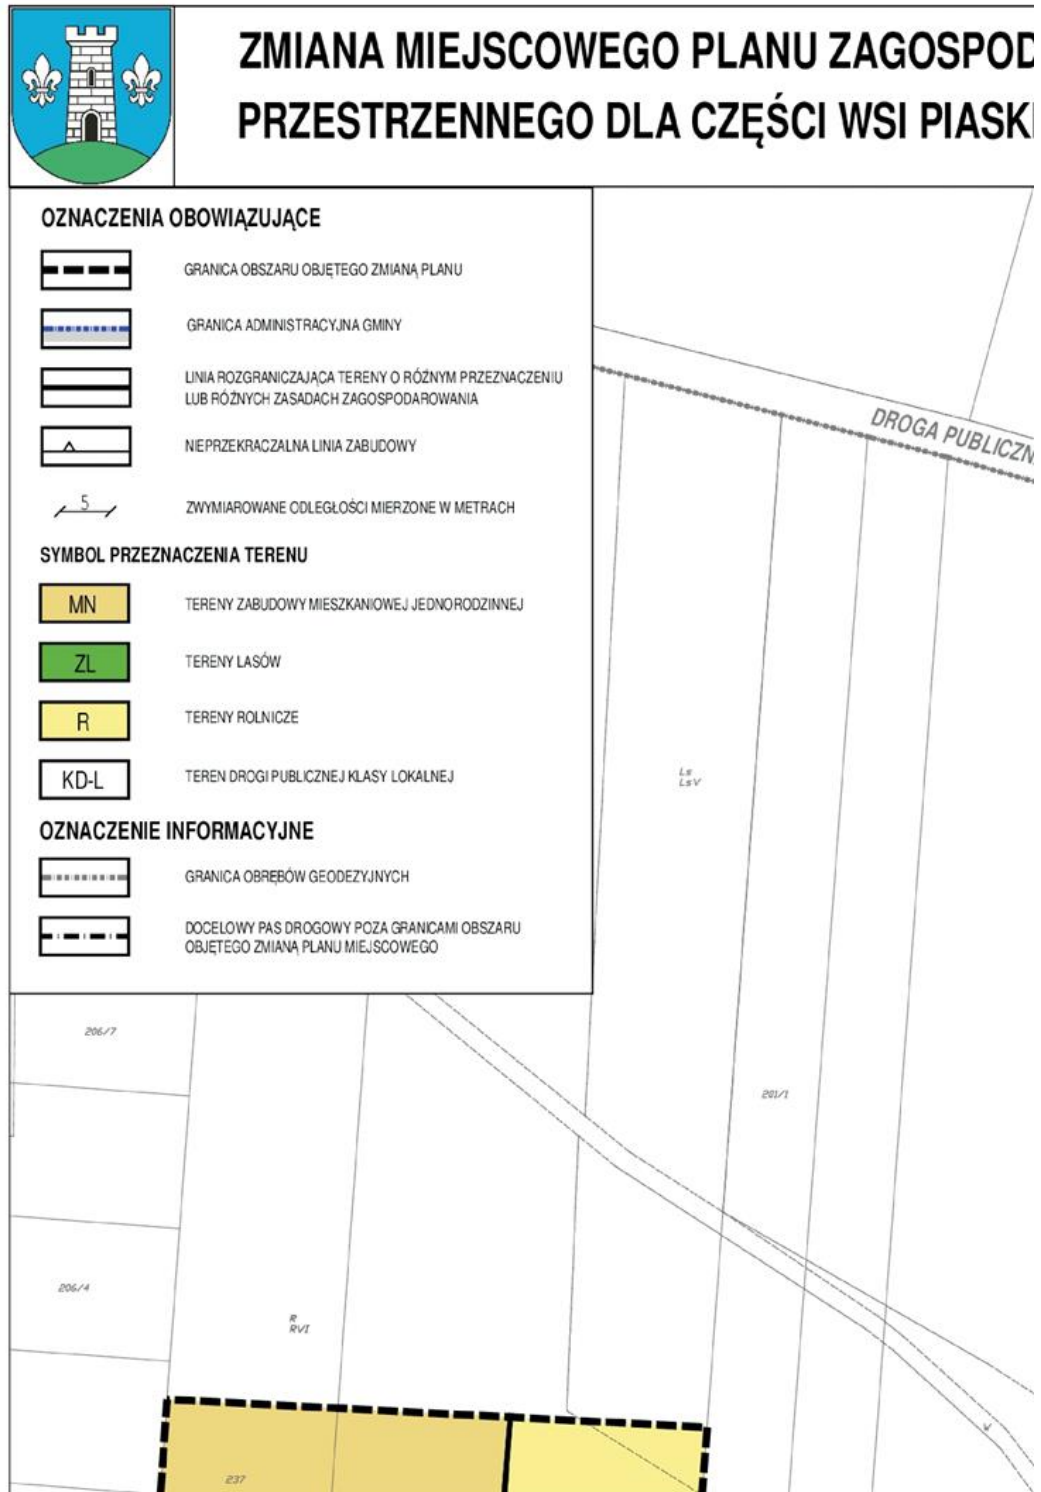 ZMIANA MIEJSCOWEGO PLANU ZAGOSPOD
PRZESTRZENNEGO DLA CZĘŚCI WSI PIASKI
OZNACZENIA OBOWIĄZUJĄCE
GRANICA OBSZARU OBJĘTEGO ZMIANĄ PLANU
GRANICA ADMINISTRACYJNA GMINY
LINIA ROZGRANICZAJĄCA TERENY O RÓŻNYM PRZEZNACZENIU
LUB RÓŻNYCH ZASADACH ZAGOSPODAROWANIA
NIEPRZEKRACZALNA LINIA ZABUDOWY
5
ZWYMIAROWANE ODLEGŁOŚCI MIERZONE W METRACH
SYMBOL PRZEZNACZENIA TERENU
MN
TERENY ZABUDOWY MIESZKANIOWEJ JEDNORODZINNEJ
ZL
TERENY LASÓW
R
TERENY ROLNICZE
KD-L
TEREN DROGI PUBLICZNEJ KLASY LOKALNEJ
OZNACZENIE INFORMACYJNE
GRANICA OBRĘBÓW GEODEZYJNYCH
DOCELOWY PAS DROGOWY POZA GRANICAMI OBSZARU
OBJĘTEGO ZMIANĄ PLANU MIEJSCOWEGO
DROGA PUBLICZN
Ls
LsV
206/7
201/1
206/4
R
RVI
237